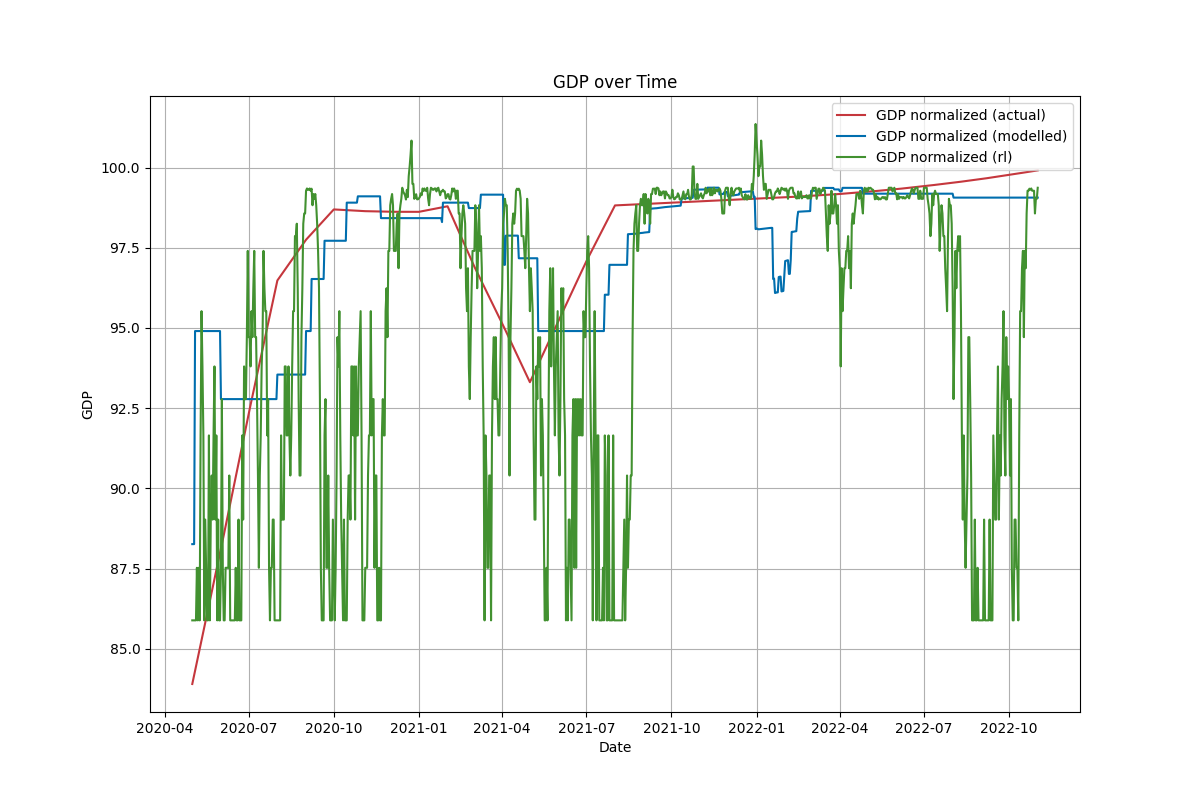 GDP over Time
GDP normalized (actual)
GDP normalized (modelled)
GDP normalized (rl)
100.0
97.5
95.0
92.5
90.0
87.5
85.0
GDP
2020-04 2020-07 2020-10 2021-01 2021-04 2021-07 2021-10 2022-01 2022-04 2022-07 2022-10
Date